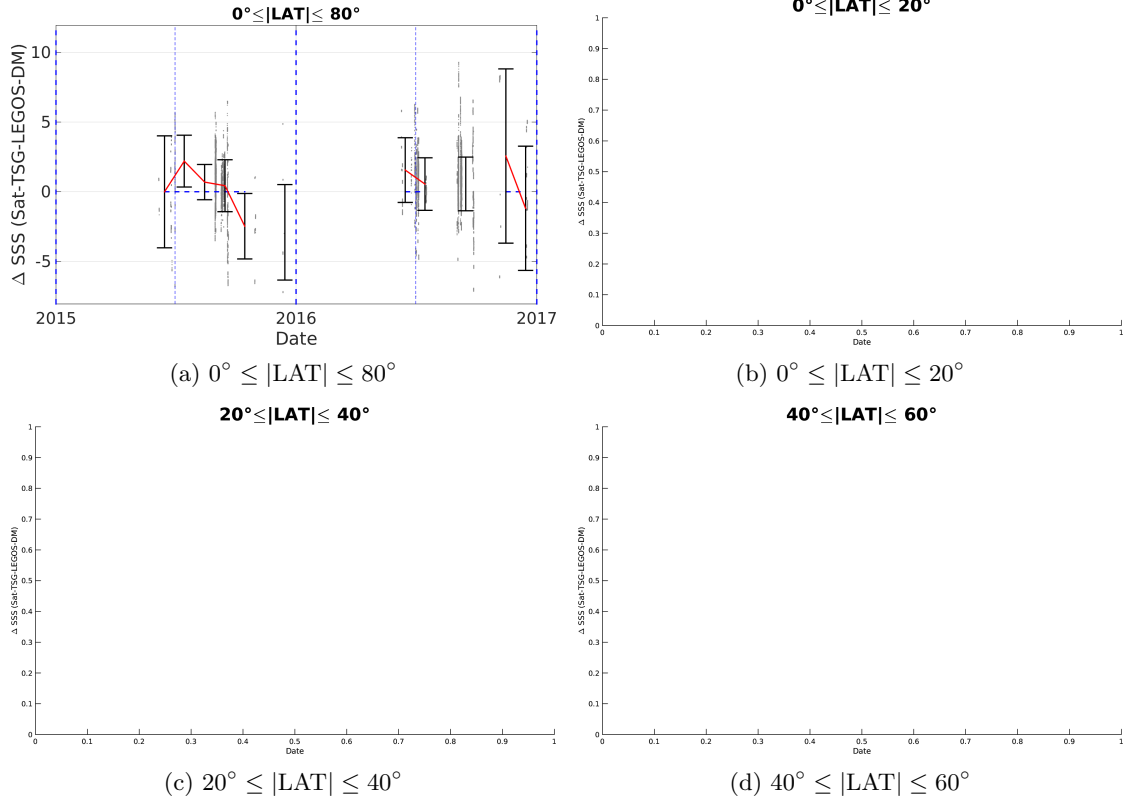 0°≤|LAT|≤ 80°
Δ SSS (Sat-TSG-LEGOS-DM)
10
5
0
-5
2015
2016
2017
Date
(a) 0° ≤ |LAT| ≤ 80°
0°≤|LAT|≤ 20°
Δ SSS (Sat-TSG-LEGOS-DM)
1
0.9
0.8
0.7
0.6
0.5
0.4
0.3
0.2
0.1
0
0 0.1 0.2 0.3 0.4 0.5 0.6 0.7 0.8 0.9 1
Date
(b) 0° ≤ |LAT| ≤ 20°
20°≤|LAT|≤ 40°
Δ SSS (Sat-TSG-LEGOS-DM)
1
0.9
0.8
0.7
0.6
0.5
0.4
0.3
0.2
0.1
0
0 0.1 0.2 0.3 0.4 0.5 0.6 0.7 0.8 0.9 1
Date
(c) 20° ≤ |LAT| ≤ 40°
40°≤|LAT|≤ 60°
Δ SSS (Sat-TSG-LEGOS-DM)
1
0.9
0.8
0.7
0.6
0.5
0.4
0.3
0.2
0.1
0
0 0.1 0.2 0.3 0.4 0.5 0.6 0.7 0.8 0.9 1
Date
(d) 40° ≤ |LAT| ≤ 60°